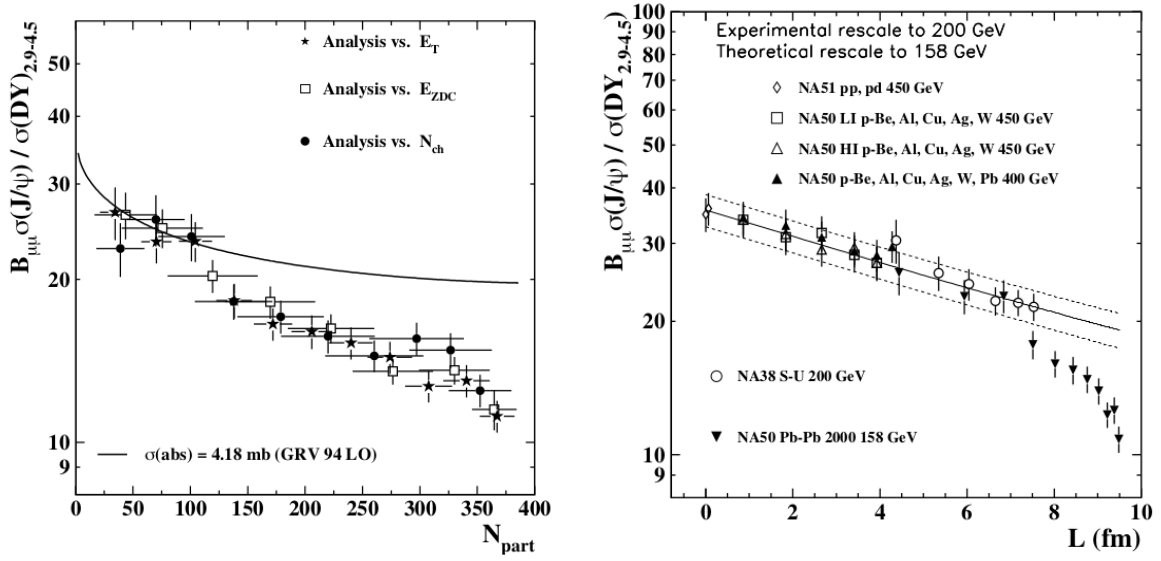 B_μμ σ(J/ψ) / σ(DY)_2.9-4.5
50
40
30
20
10
9
★ Analysis vs. E_T
□ Analysis vs. E_ZDC
● Analysis vs. N_ch
— σ(abs) = 4.18 mb (GRV 94 LO)
0 50 100 150 200 250 300 350 400
N_part
B_μμ σ(J/ψ) / σ(DY_2.9-4.5)
100
90
80
70
60
50
40
30
20
10
9
8
Experimental rescale to 200 GeV
Theoretical rescale to 158 GeV
◇ NA51 pp, pd 450 GeV
□ NA50 LI p-Be, Al, Cu, Ag, W 450 GeV
△ NA50 HI p-Be, Al, Cu, Ag, W 450 GeV
▲ NA50 p-Be, Al, Cu, Ag, W, Pb 400 GeV
○ NA38 S-U 200 GeV
▼ NA50 Pb-Pb 2000 158 GeV
0 2 4 6 8 10
L (fm)